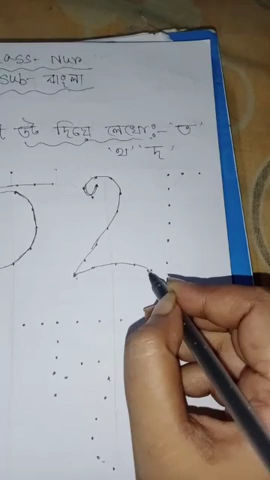 Class- Nur
Sub- বাংলা
ডট দিয়ে লেখো:- 'ত'
'থ' 'দ'